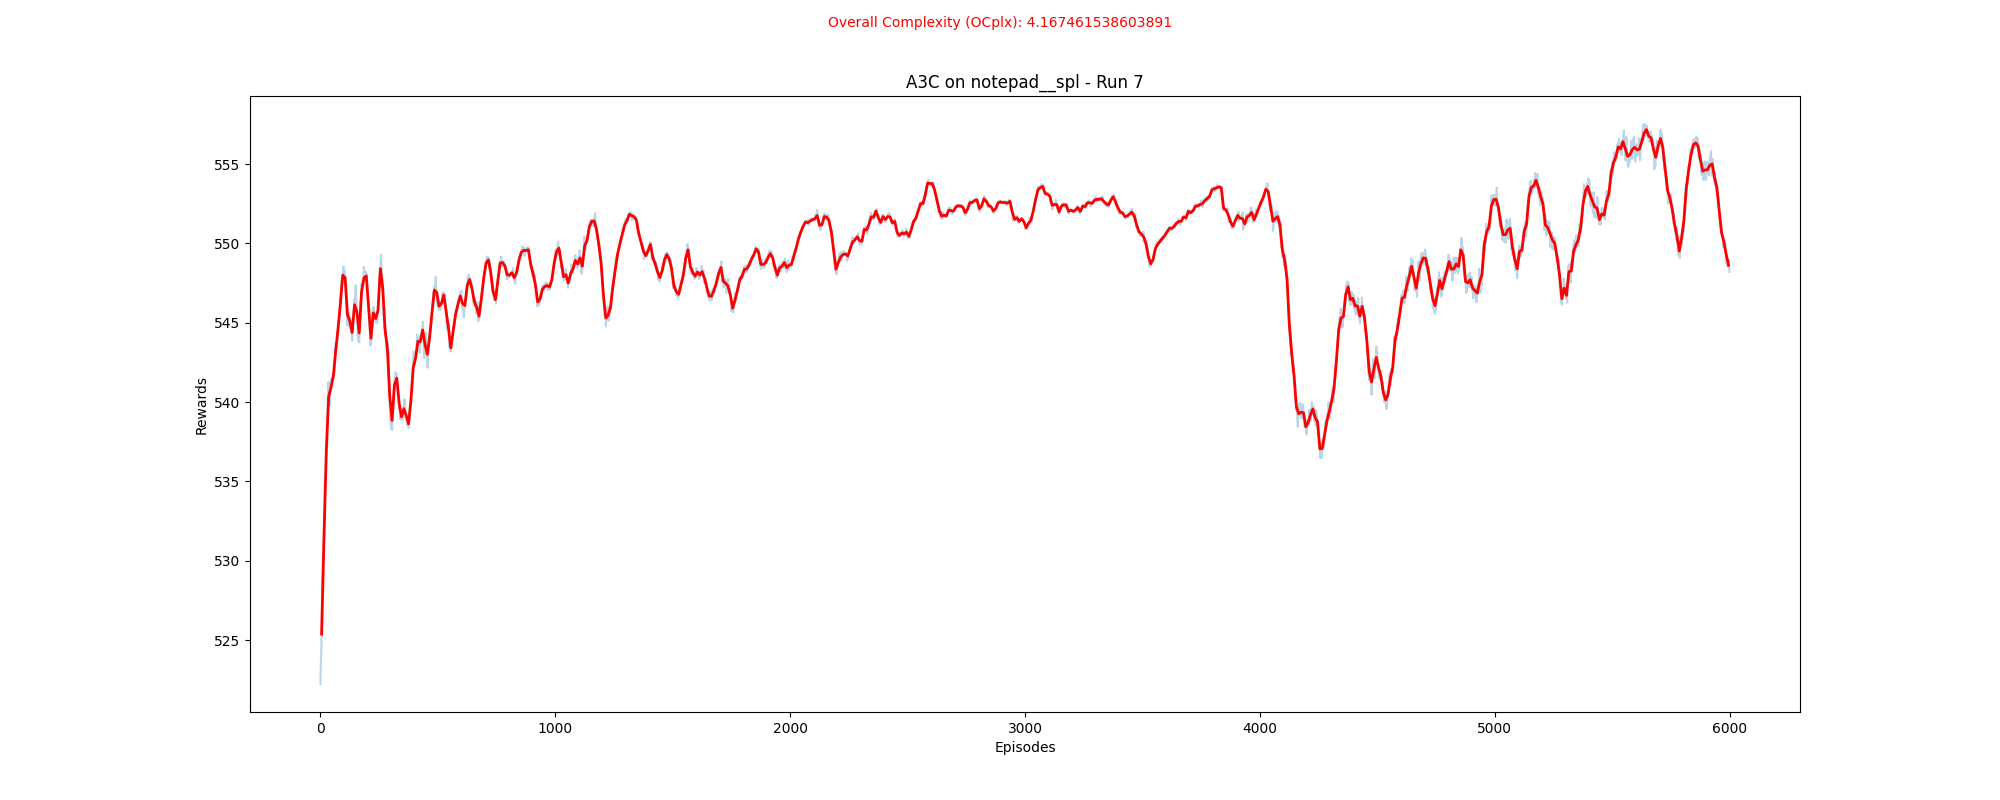 Overall Complexity (OCplx): 4.167461538603891
A3C on notepad__spl - Run 7
555
550
545
540
535
530
525
Rewards
0 1000 2000 3000 4000 5000 6000
Episodes